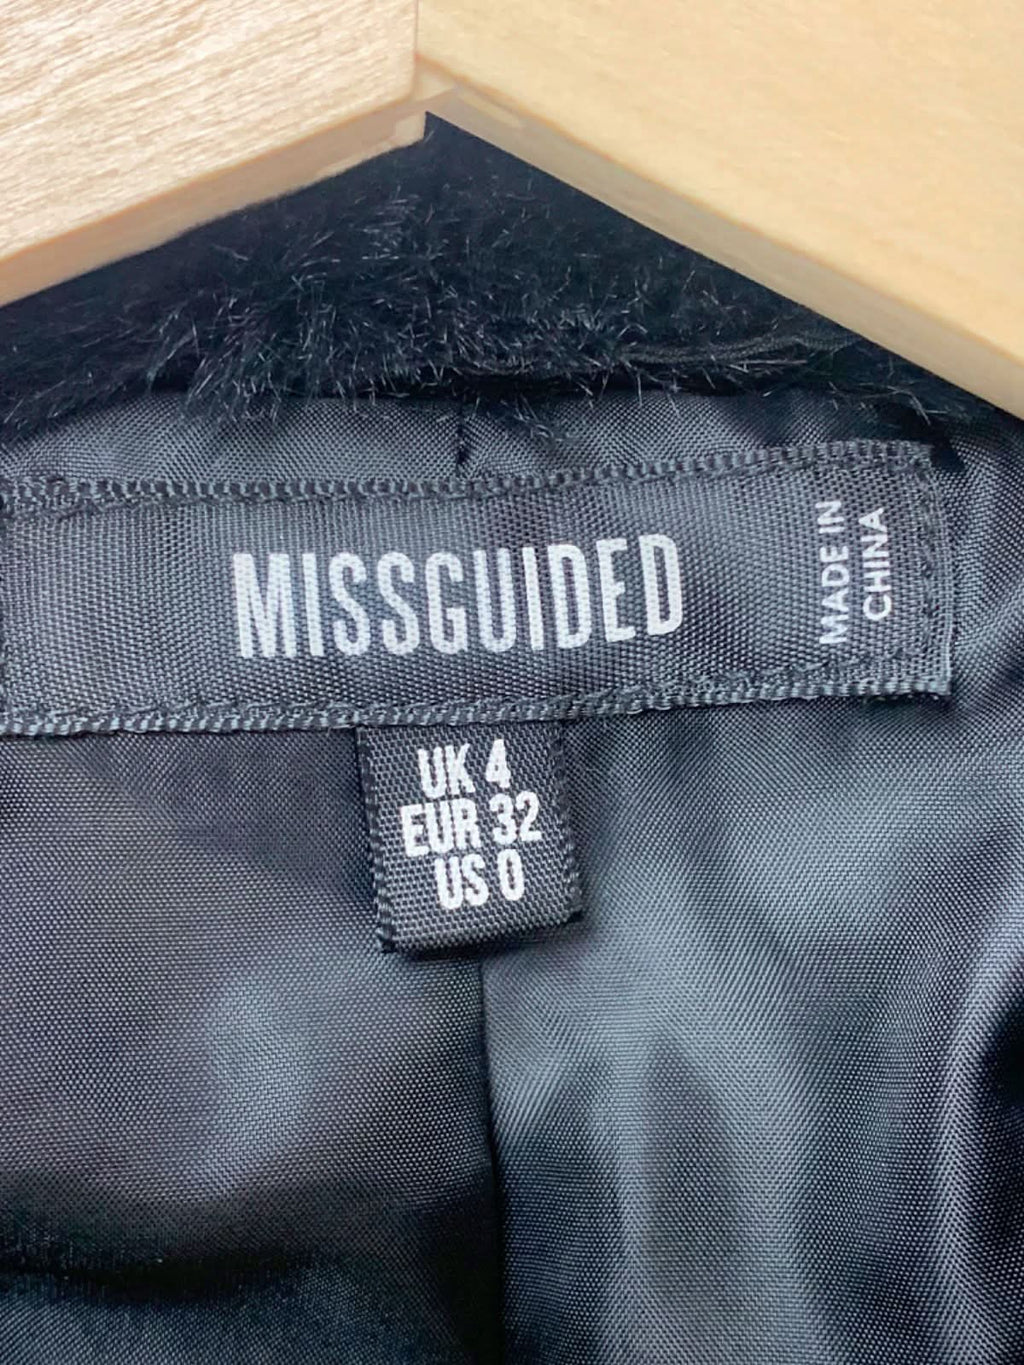 MISSGUIDED
MADE IN
CHINA
UK 4
EUR 32
US 0